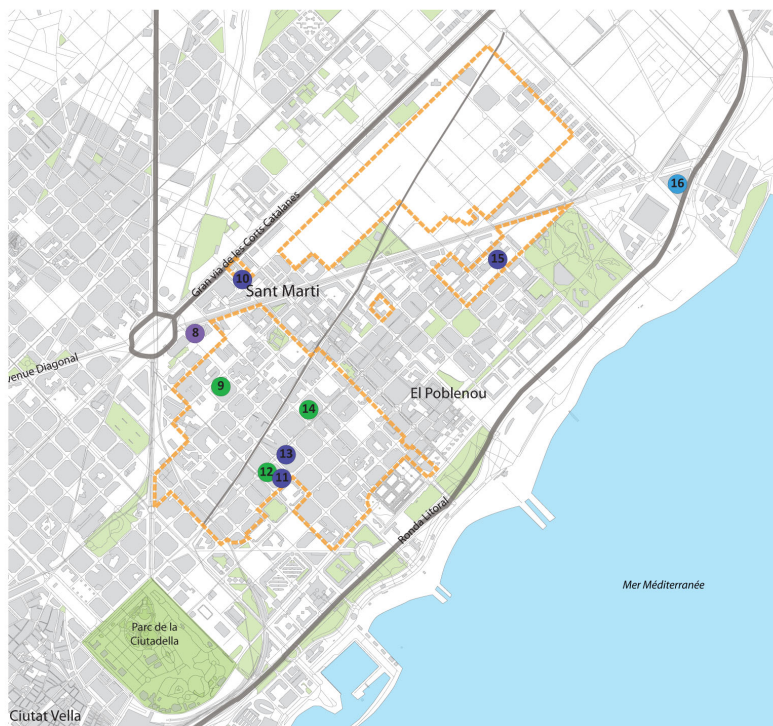 16
Gran via de les Corts Catalanes
15
10
Sant Marti
8
venue Diagonal
9
El Poblenou
14
13
12
11
Ronda Litoral
Mer Méditerranée
Parc de la
Ciutadella
Ciutat Vella